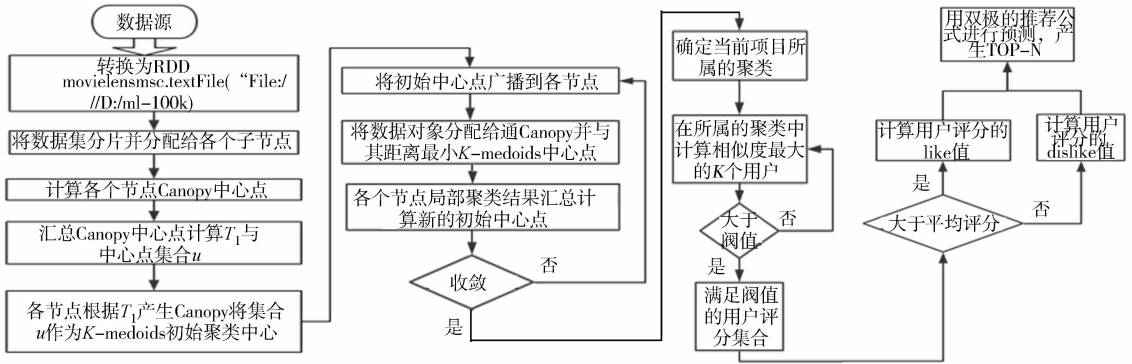 数据源
转换为RDD
movielensmsc.textFile(“File:/
//D:/ml-100k)
将数据集分片并分配给各个子节点
计算各个节点Canopy中心点
汇总Canopy中心点计算T1与
中心点集合u
各节点根据T1产生Canopy将集合
u作为K-medoids初始聚类中心
将初始中心点广播到各节点
将数据对象分配给通Canopy并与
其距离最小K-medoids中心点
各个节点局部聚类结果汇总计
算新的初始中心点
收敛
否
是
确定当前项目所
属的聚类
在所属的聚类中
计算相似度最大
的K个用户
大于
阀值
否
是
满足阀值
的用户评
分集合
用双极的推荐公
式进行预测，产
生TOP-N
计算用户评分的
like值
计算用户
评分的
dislike值
是
否
大于平均评分